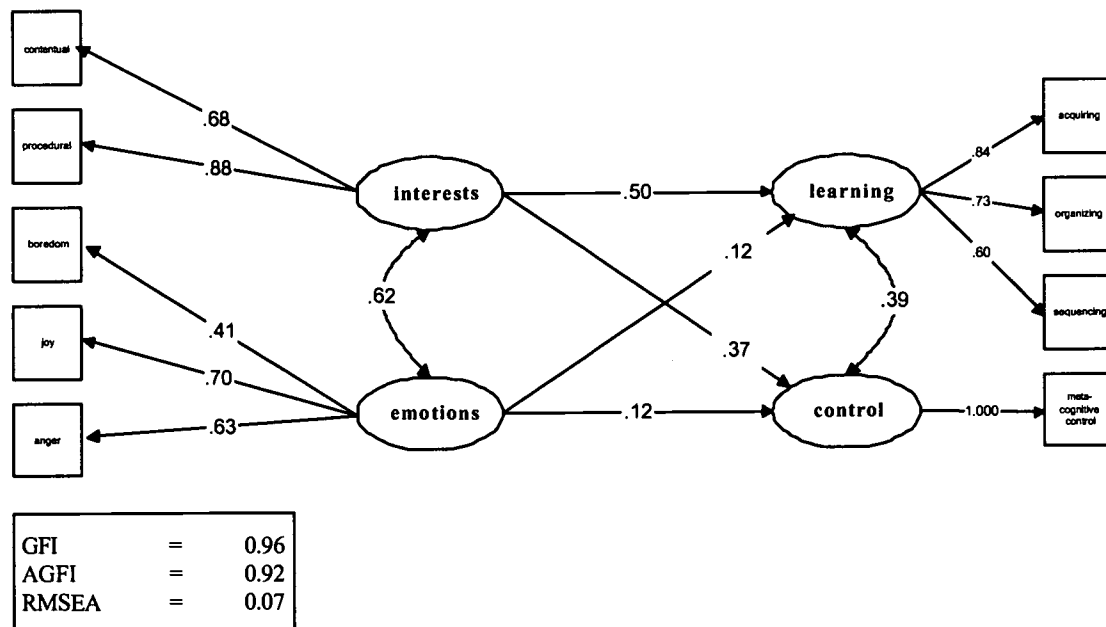 contentual
procedural
boredom
joy
anger
.68
.88
.41
.70
.63
interests
emotions
.62
.50
.12
.37
.12
learning
control
.39
.84
.73
.60
1.000
acquiring
organizing
sequencing
meta-
cognitive
control
GFI = 0.96
AGFI = 0.92
RMSEA = 0.07